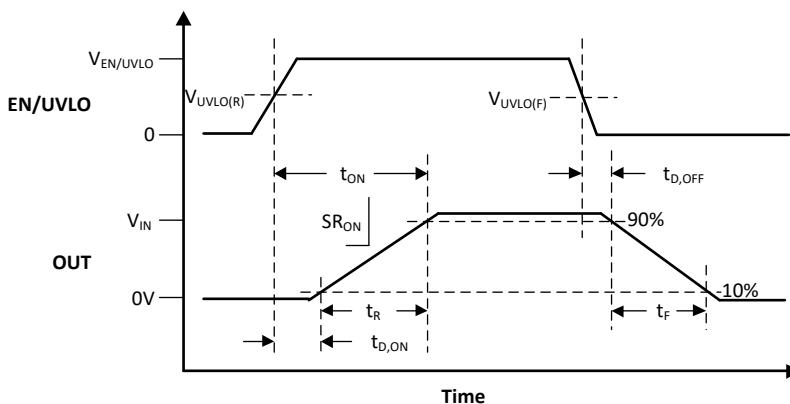 V_EN/UVLO
V_UVLO(R)
V_UVLO(F)
EN/UVLO
0
t_ON
t_D,OFF
SR_ON
V_IN
90%
OUT
0V
-10%
t_R
t_F
t_D,ON
Time